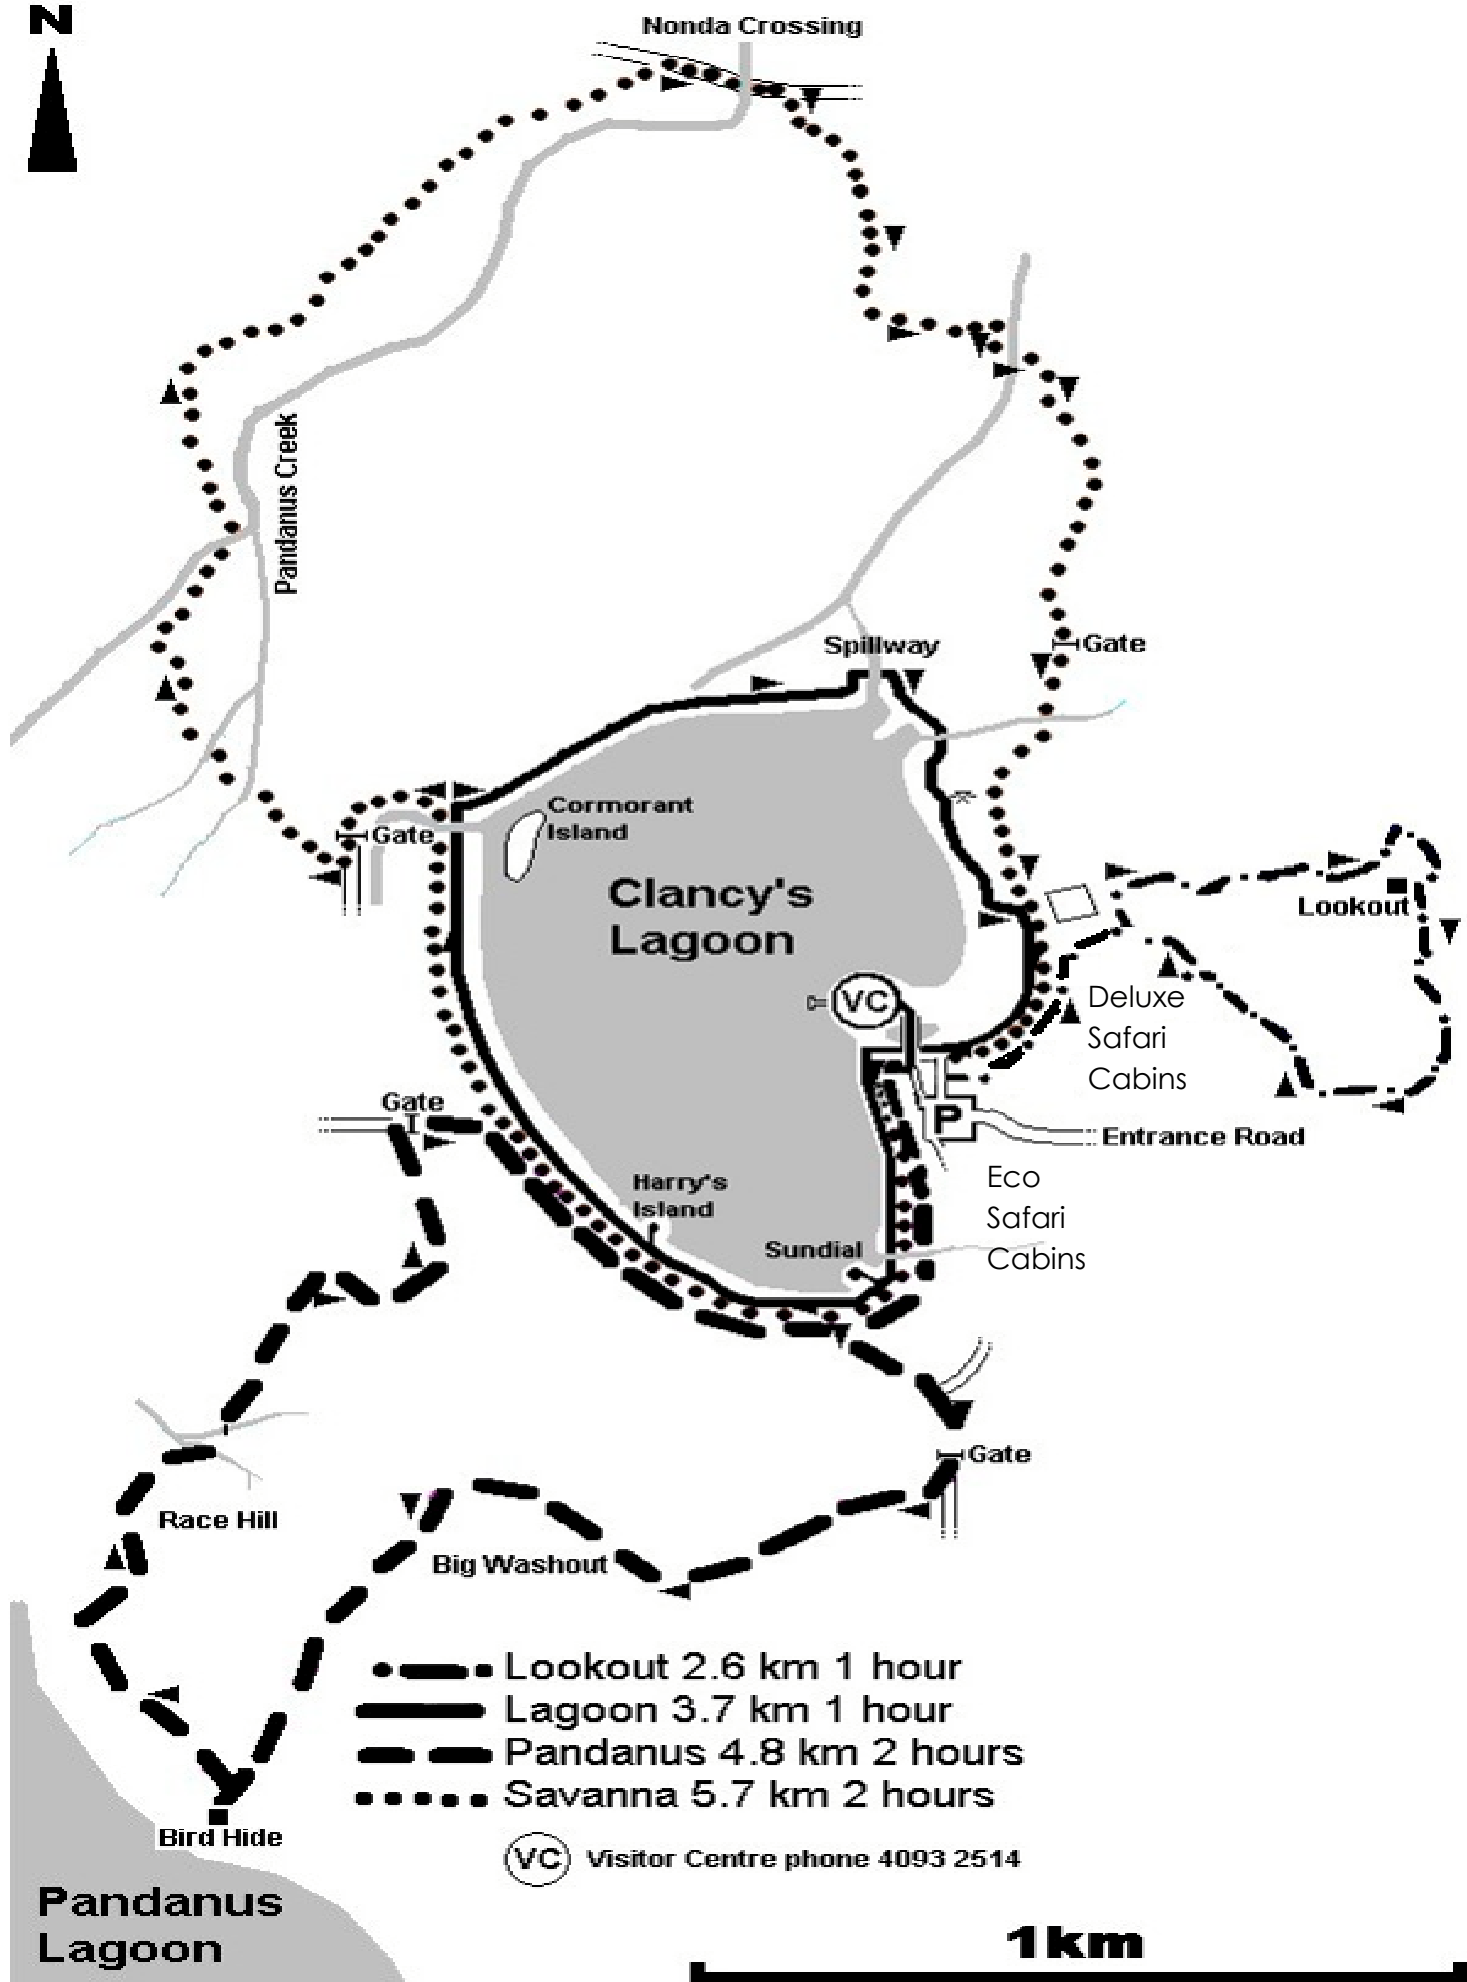 N
Nonda Crossing
Pandanus Creek
Spillway
Gate
Cormorant
Island
Gate
Clancy's
Lagoon
Lookout
VC
Deluxe
Safari
Cabins
Gate
P
Entrance Road
Harry's
Island
Eco
Safari
Cabins
Sundial
Gate
Race Hill
Big Washout
Lookout 2.6 km 1 hour
Lagoon 3.7 km 1 hour
Pandanus 4.8 km 2 hours
Savanna 5.7 km 2 hours
Bird Hide
VC Visitor Centre phone 4093 2514
Pandanus
Lagoon
1km